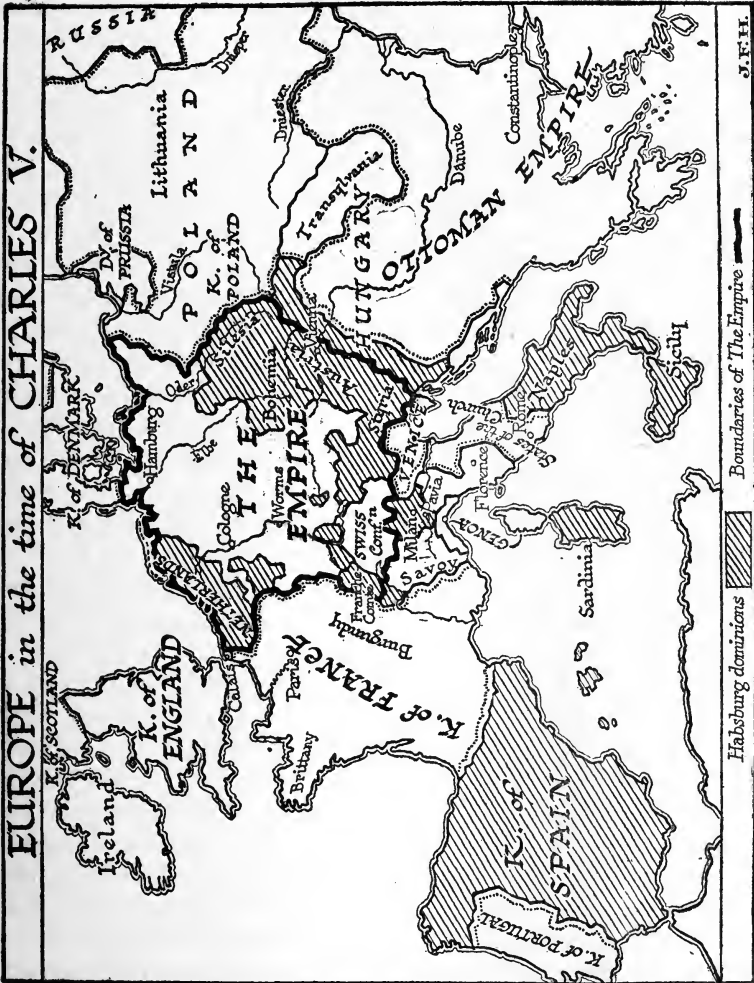 EUROPE in the time of CHARLES V.
K. of SCOTLAND
Ireland
K. of
ENGLAND
K. of DENMARK
RUSSIA
Dy. of
PRUSSIA
Lithuania
Vistula
POLAND
K. of
POLAND
Dnieper
Dniester
Hamburg
Elbe
Oder
Silesia
NETHERLANDS
Cologne
THE
EMPIRE
Worms
Bohemia
Calais
Paris
Brittany
K. of FRANCE
Burgundy
Franche
Comté
SWISS
Conf'n
Austria
Vienna
Styria
HUNGARY
Transylvania
OTTOMAN EMPIRE
Danube
Constantinople
Savoy
Milan
Pavia
VENICE
GENOA
Florence
States of the
Church
Rome
Naples
Sicily
Sardinia
K. of
SPAIN
K. of PORTUGAL
Habsburg dominions
Boundaries of The Empire
J.F.H.